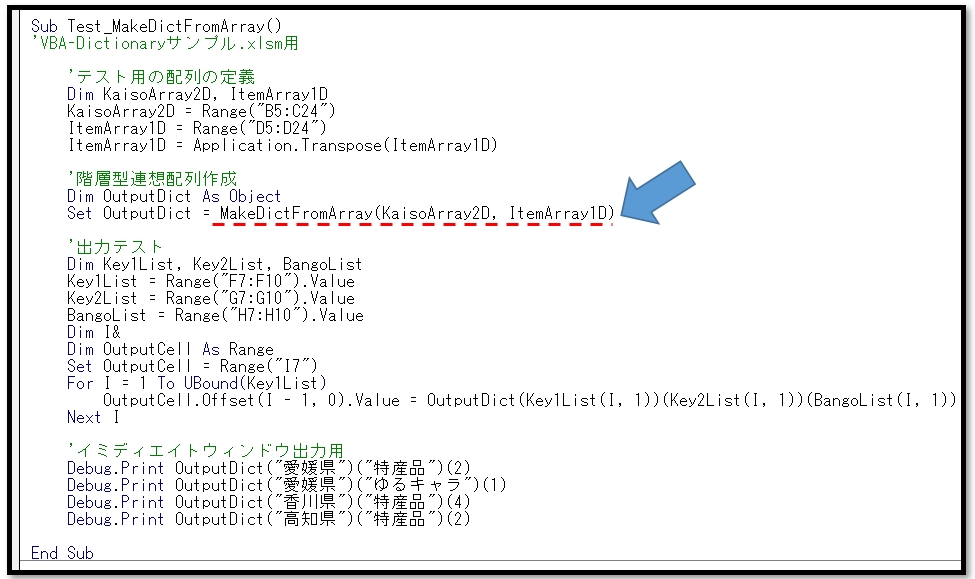 Sub Test_MakeDictFromArray()
'VBA-Dictionaryサンプル.xlsm用
'テスト用の配列の定義
Dim KaisoArray2D, ItemArray1D
KaisoArray2D = Range("B5:C24")
ItemArray1D = Range("D5:D24")
ItemArray1D = Application.Transpose(ItemArray1D)
'階層型連想配列作成
Dim OutputDict As Object
Set OutputDict = MakeDictFromArray(KaisoArray2D, ItemArray1D)
'出力テスト
Dim Key1List, Key2List, BangoList
Key1List = Range("F7:F10").Value
Key2List = Range("G7:G10").Value
BangoList = Range("H7:H10").Value
Dim I&
Dim OutputCell As Range
Set OutputCell = Range("I7")
For I = 1 To UBound(Key1List)
OutputCell.Offset(I - 1, 0).Value = OutputDict(Key1List(I, 1))(Key2List(I, 1))(BangoList(I, 1))
Next I
'イミディエイトウィンドウ出力用
Debug.Print OutputDict("愛媛県")("特産品")(2)
Debug.Print OutputDict("愛媛県")("ゆるキャラ")(1)
Debug.Print OutputDict("香川県")("特産品")(4)
Debug.Print OutputDict("高知県")("特産品")(2)
End Sub